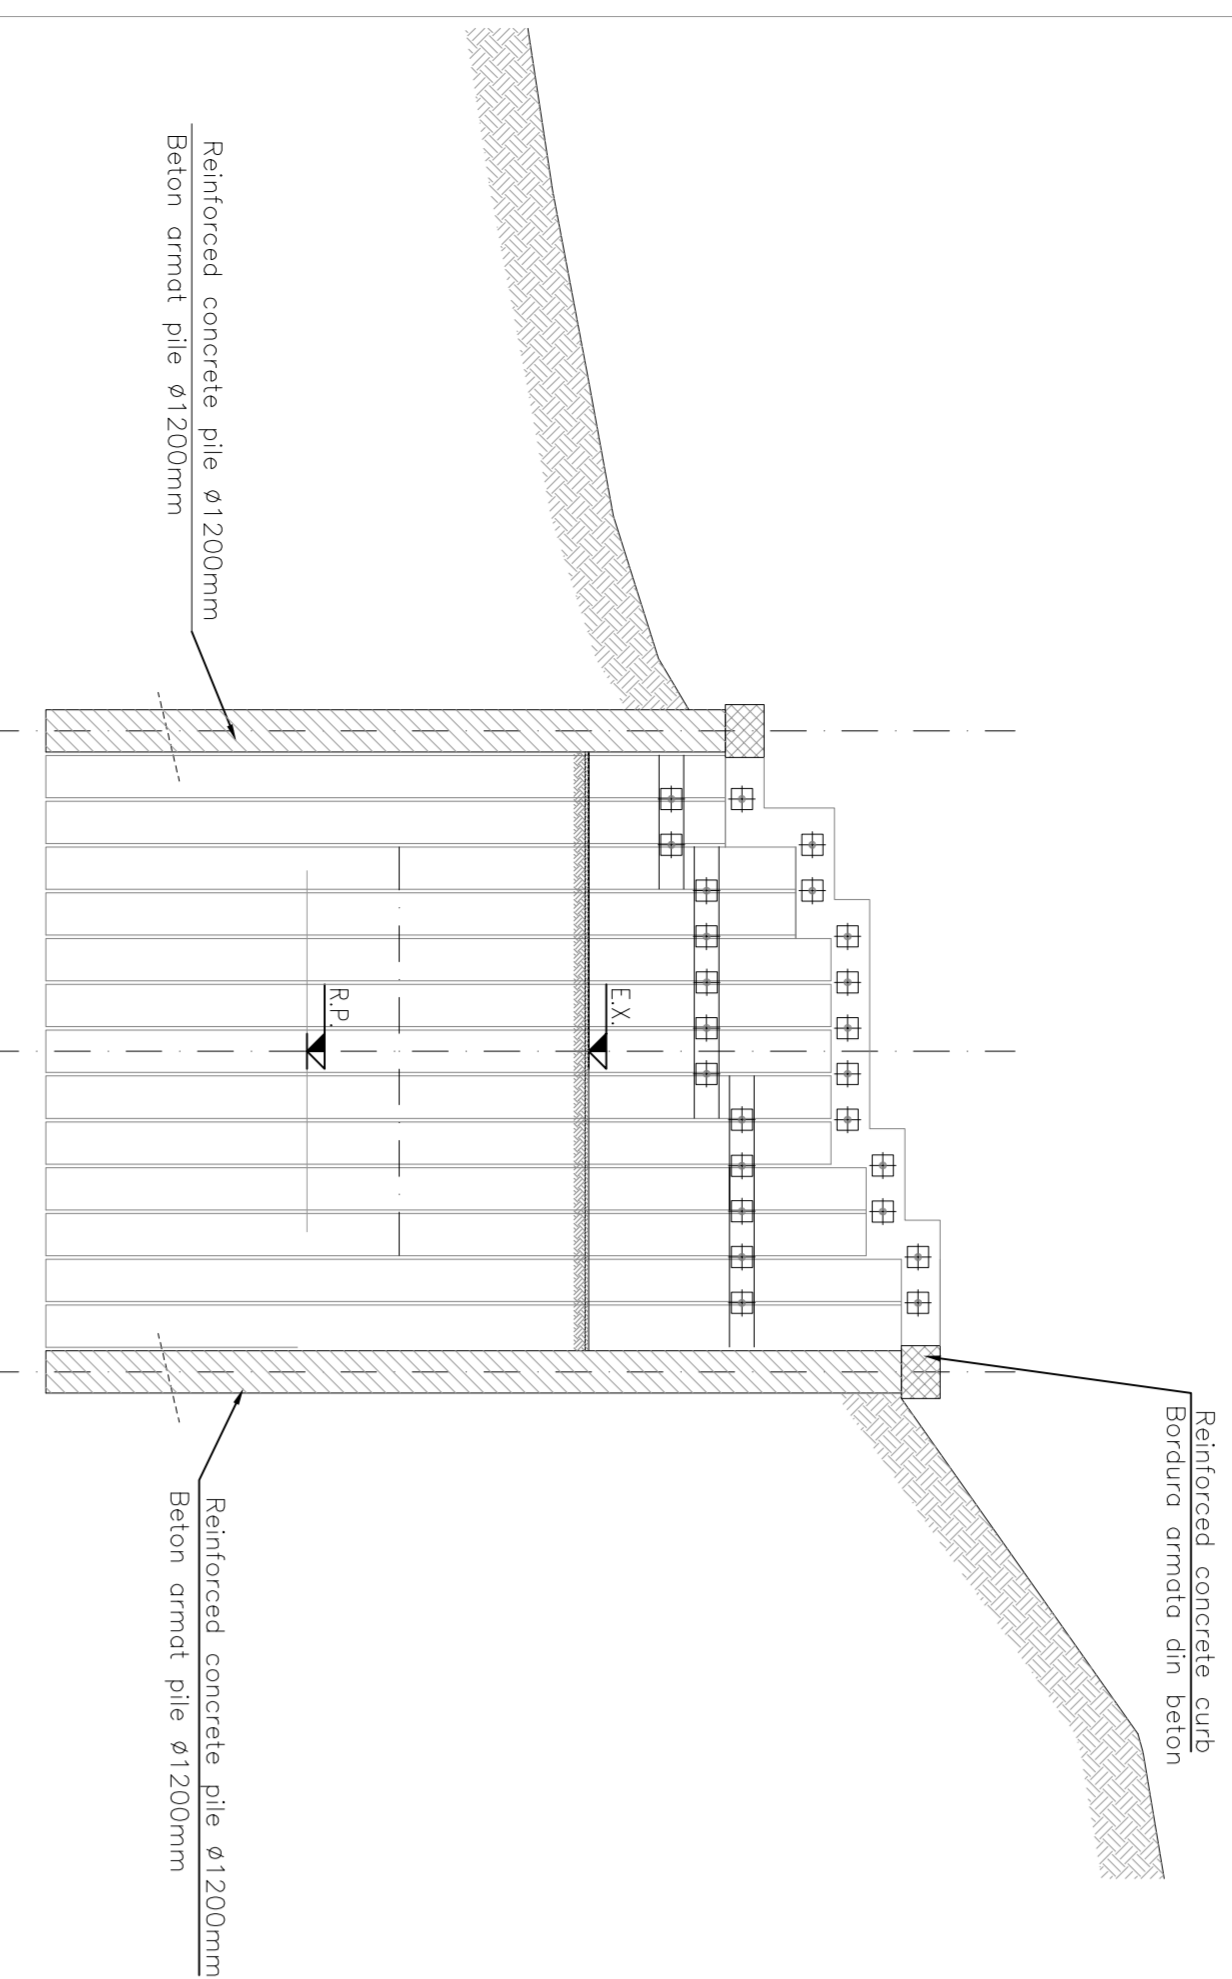 Reinforced concrete curb
Bordura armata din beton
E.X.
R.P.
Reinforced concrete pile Ø1200mm
Beton armat pile Ø1200mm
Reinforced concrete pile Ø1200mm
Beton armat pile Ø1200mm